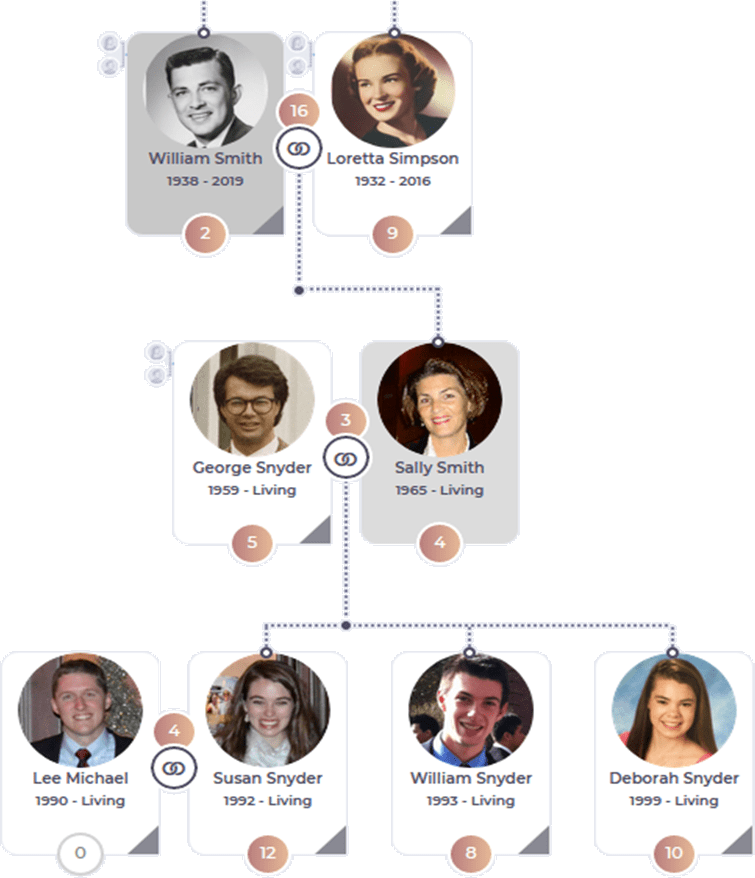 16
William Smith
1938 - 2019
2
Loretta Simpson
1932 - 2016
9
3
George Snyder
1959 - Living
5
Sally Smith
1965 - Living
4
4
Lee Michael
1990 - Living
0
Susan Snyder
1992 - Living
12
William Snyder
1993 - Living
8
Deborah Snyder
1999 - Living
10